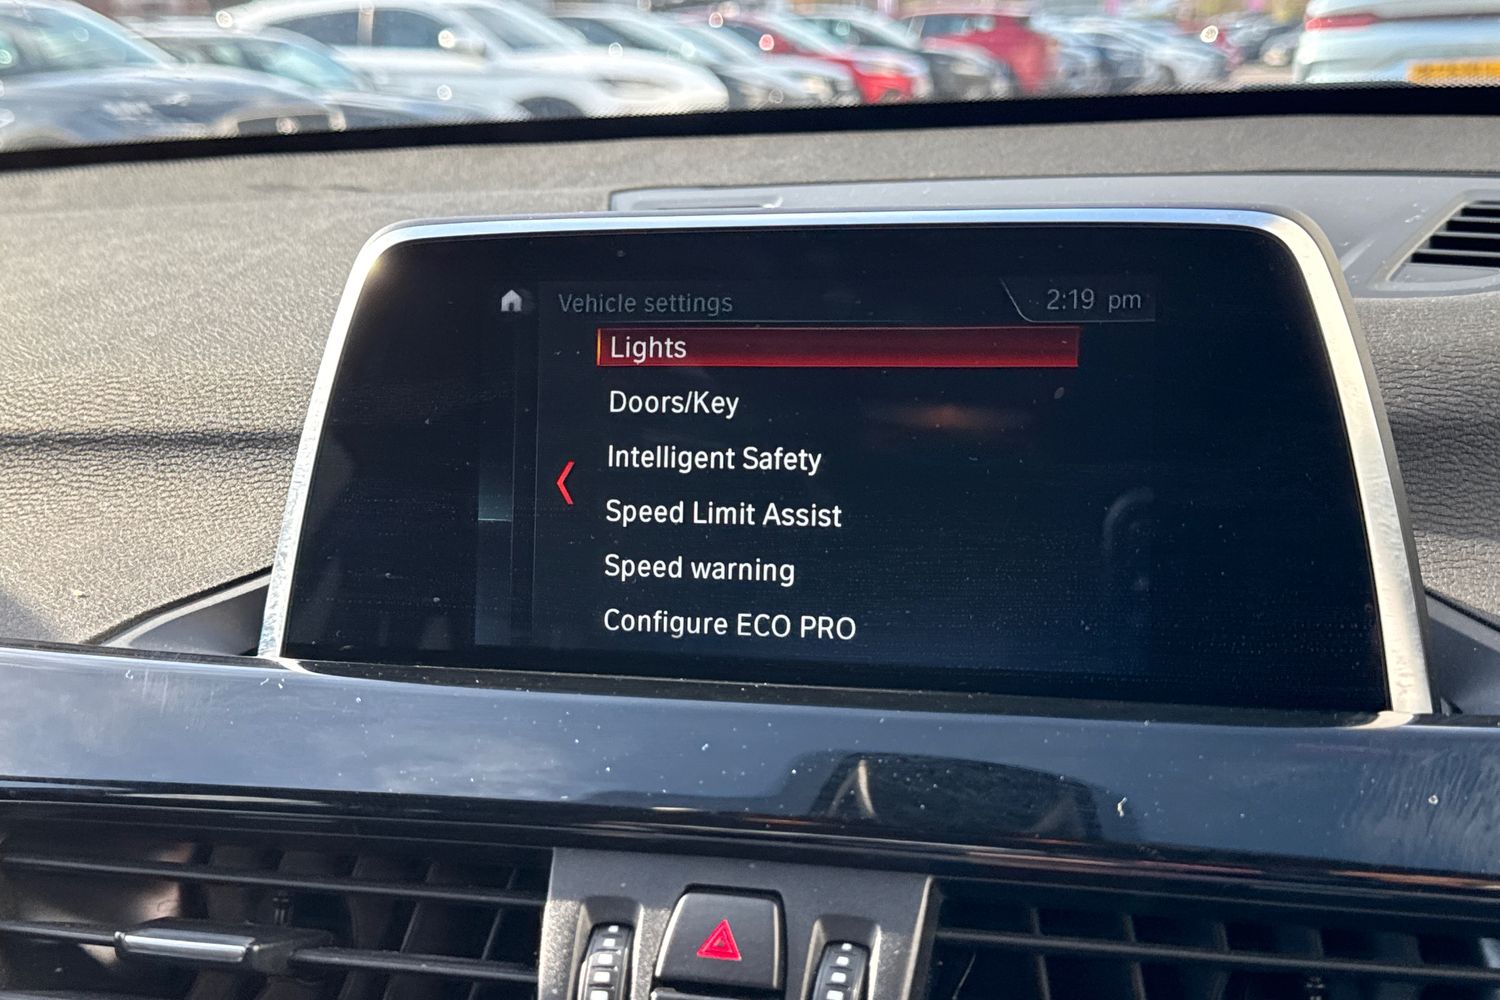 Vehicle settings
2:19 pm
Lights
Doors/Key
Intelligent Safety
Speed Limit Assist
Speed warning
Configure ECO PRO